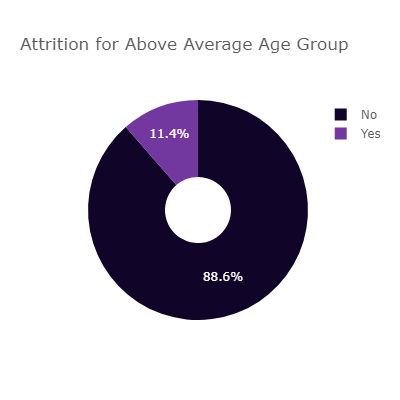 Attrition for Above Average Age Group
No
Yes
11.4%
88.6%